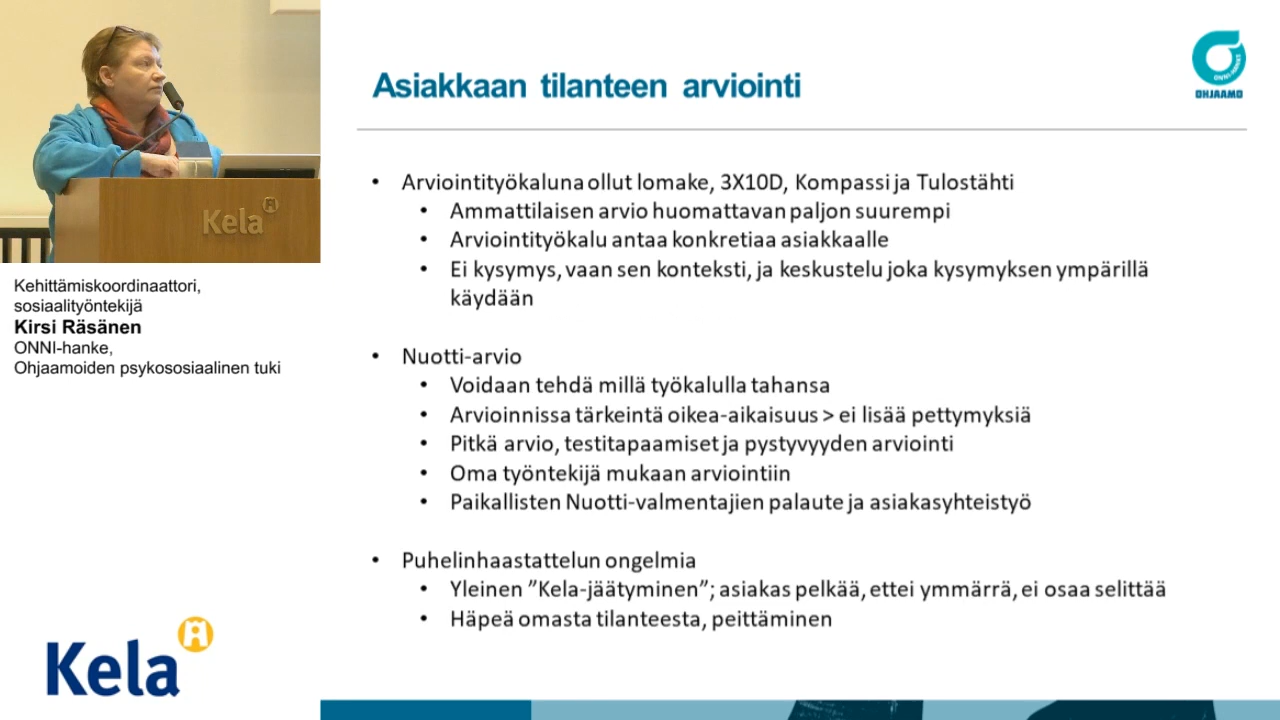 Kela
Kehittämiskoordinaattori,
sosiaalityöntekijä
Kirsi Räsänen
ONNI-hanke,
Ohjaamoiden psykososiaalinen tuki
Kela
Asiakkaan tilanteen arviointi
ONNI-HANKE
OHJAAMO
• Arviointityökaluna ollut lomake, 3X10D, Kompassi ja Tulostähti
• Ammattilaisen arvio huomattavan paljon suurempi
• Arviointityökalu antaa konkretiaa asiakkaalle
• Ei kysymys, vaan sen konteksti, ja keskustelu joka kysymyksen ympärillä
käydään
• Nuotti-arvio
• Voidaan tehdä millä työkalulla tahansa
• Arvioinnissa tärkeintä oikea-aikaisuus > ei lisää pettymyksiä
• Pitkä arvio, testitapaamiset ja pystyvyyden arviointi
• Oma työntekijä mukaan arviointiin
• Paikallisten Nuotti-valmentajien palaute ja asiakasyhteistyö
• Puhelinhaastattelun ongelmia
• Yleinen ”Kela-jäätyminen”; asiakas pelkää, ettei ymmärrä, ei osaa selittää
• Häpeä omasta tilanteesta, peittäminen